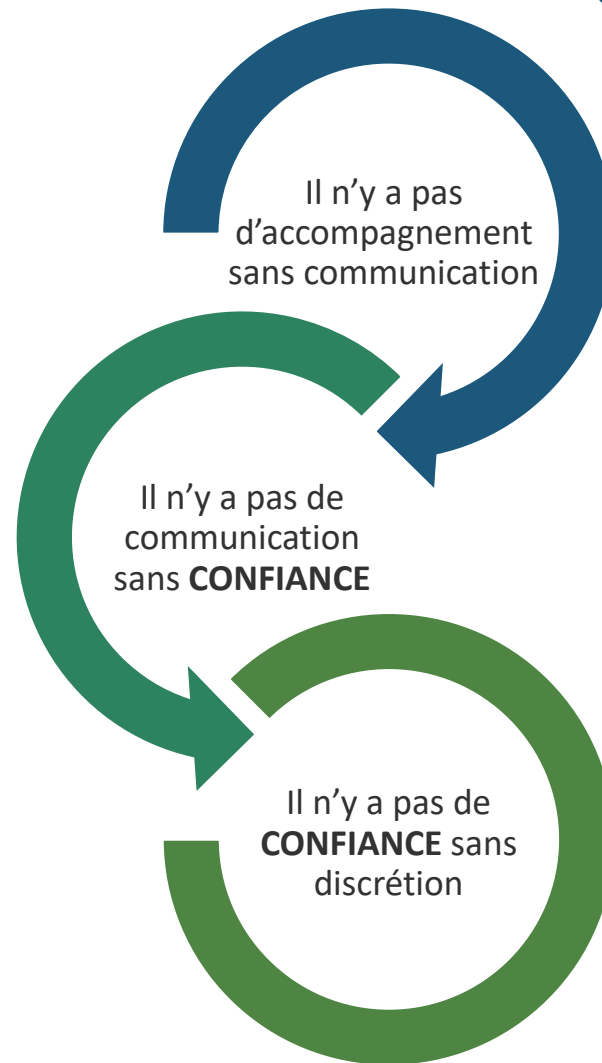 Il n’y a pas
d’accompagnement
sans communication
Il n’y a pas de
communication
sans CONFIANCE
Il n’y a pas de
CONFIANCE sans
discrétion